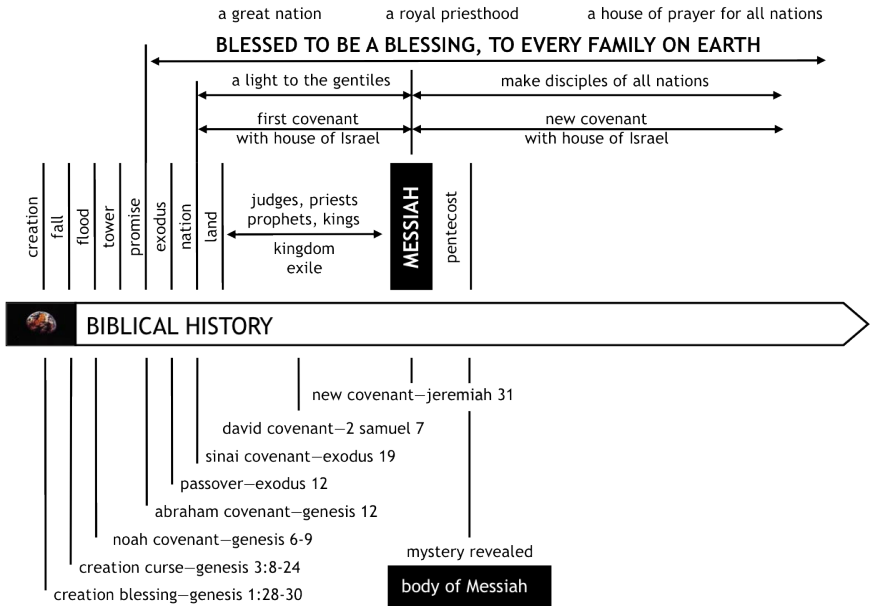 a great nation a royal priesthood a house of prayer for all nations
BLESSED TO BE A BLESSING, TO EVERY FAMILY ON EARTH
a light to the gentiles make disciples of all nations
first covenant new covenant
with house of Israel with house of Israel
creation
fall
flood
tower
promise
exodus
nation
land
judges, priests
prophets, kings
kingdom
exile
MESSIAH
pentecost
BIBLICAL HISTORY
new covenant—jeremiah 31
david covenant—2 samuel 7
sinai covenant—exodus 19
passover—exodus 12
abraham covenant—genesis 12
noah covenant—genesis 6-9
mystery revealed
creation curse—genesis 3:8-24
body of Messiah
creation blessing—genesis 1:28-30